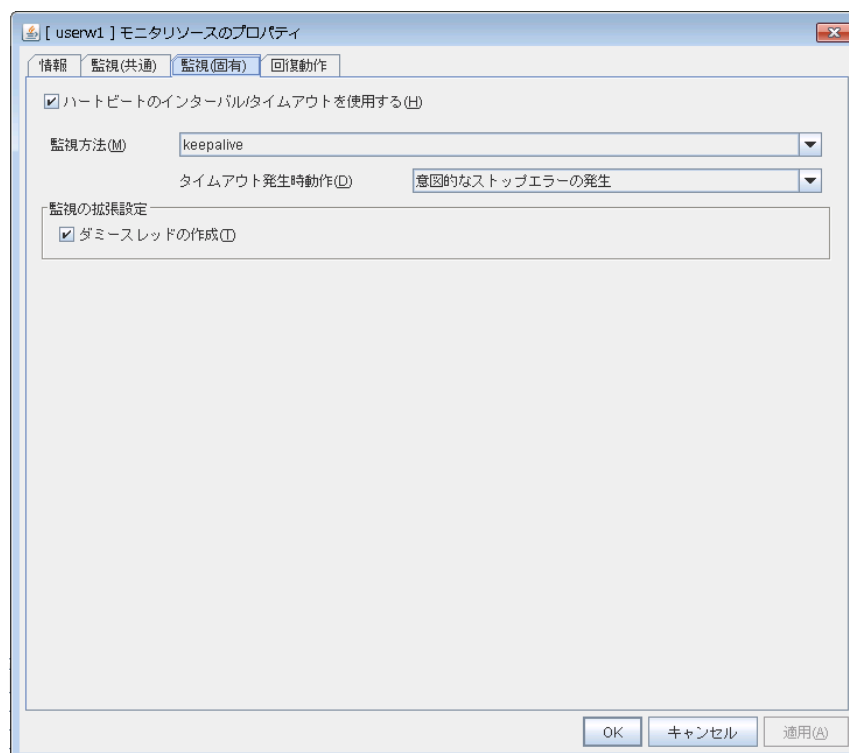 [ userw1 ] モニタリソースのプロパティ
情報 監視(共通) 監視(固有) 回復動作
ハートビートのインターバル/タイムアウトを使用する(H)
監視方法(M) keepalive
タイムアウト発生時動作(D) 意図的なストップエラーの発生
監視の拡張設定
ダミースレッドの作成(T)
OK キャンセル 適用(A)